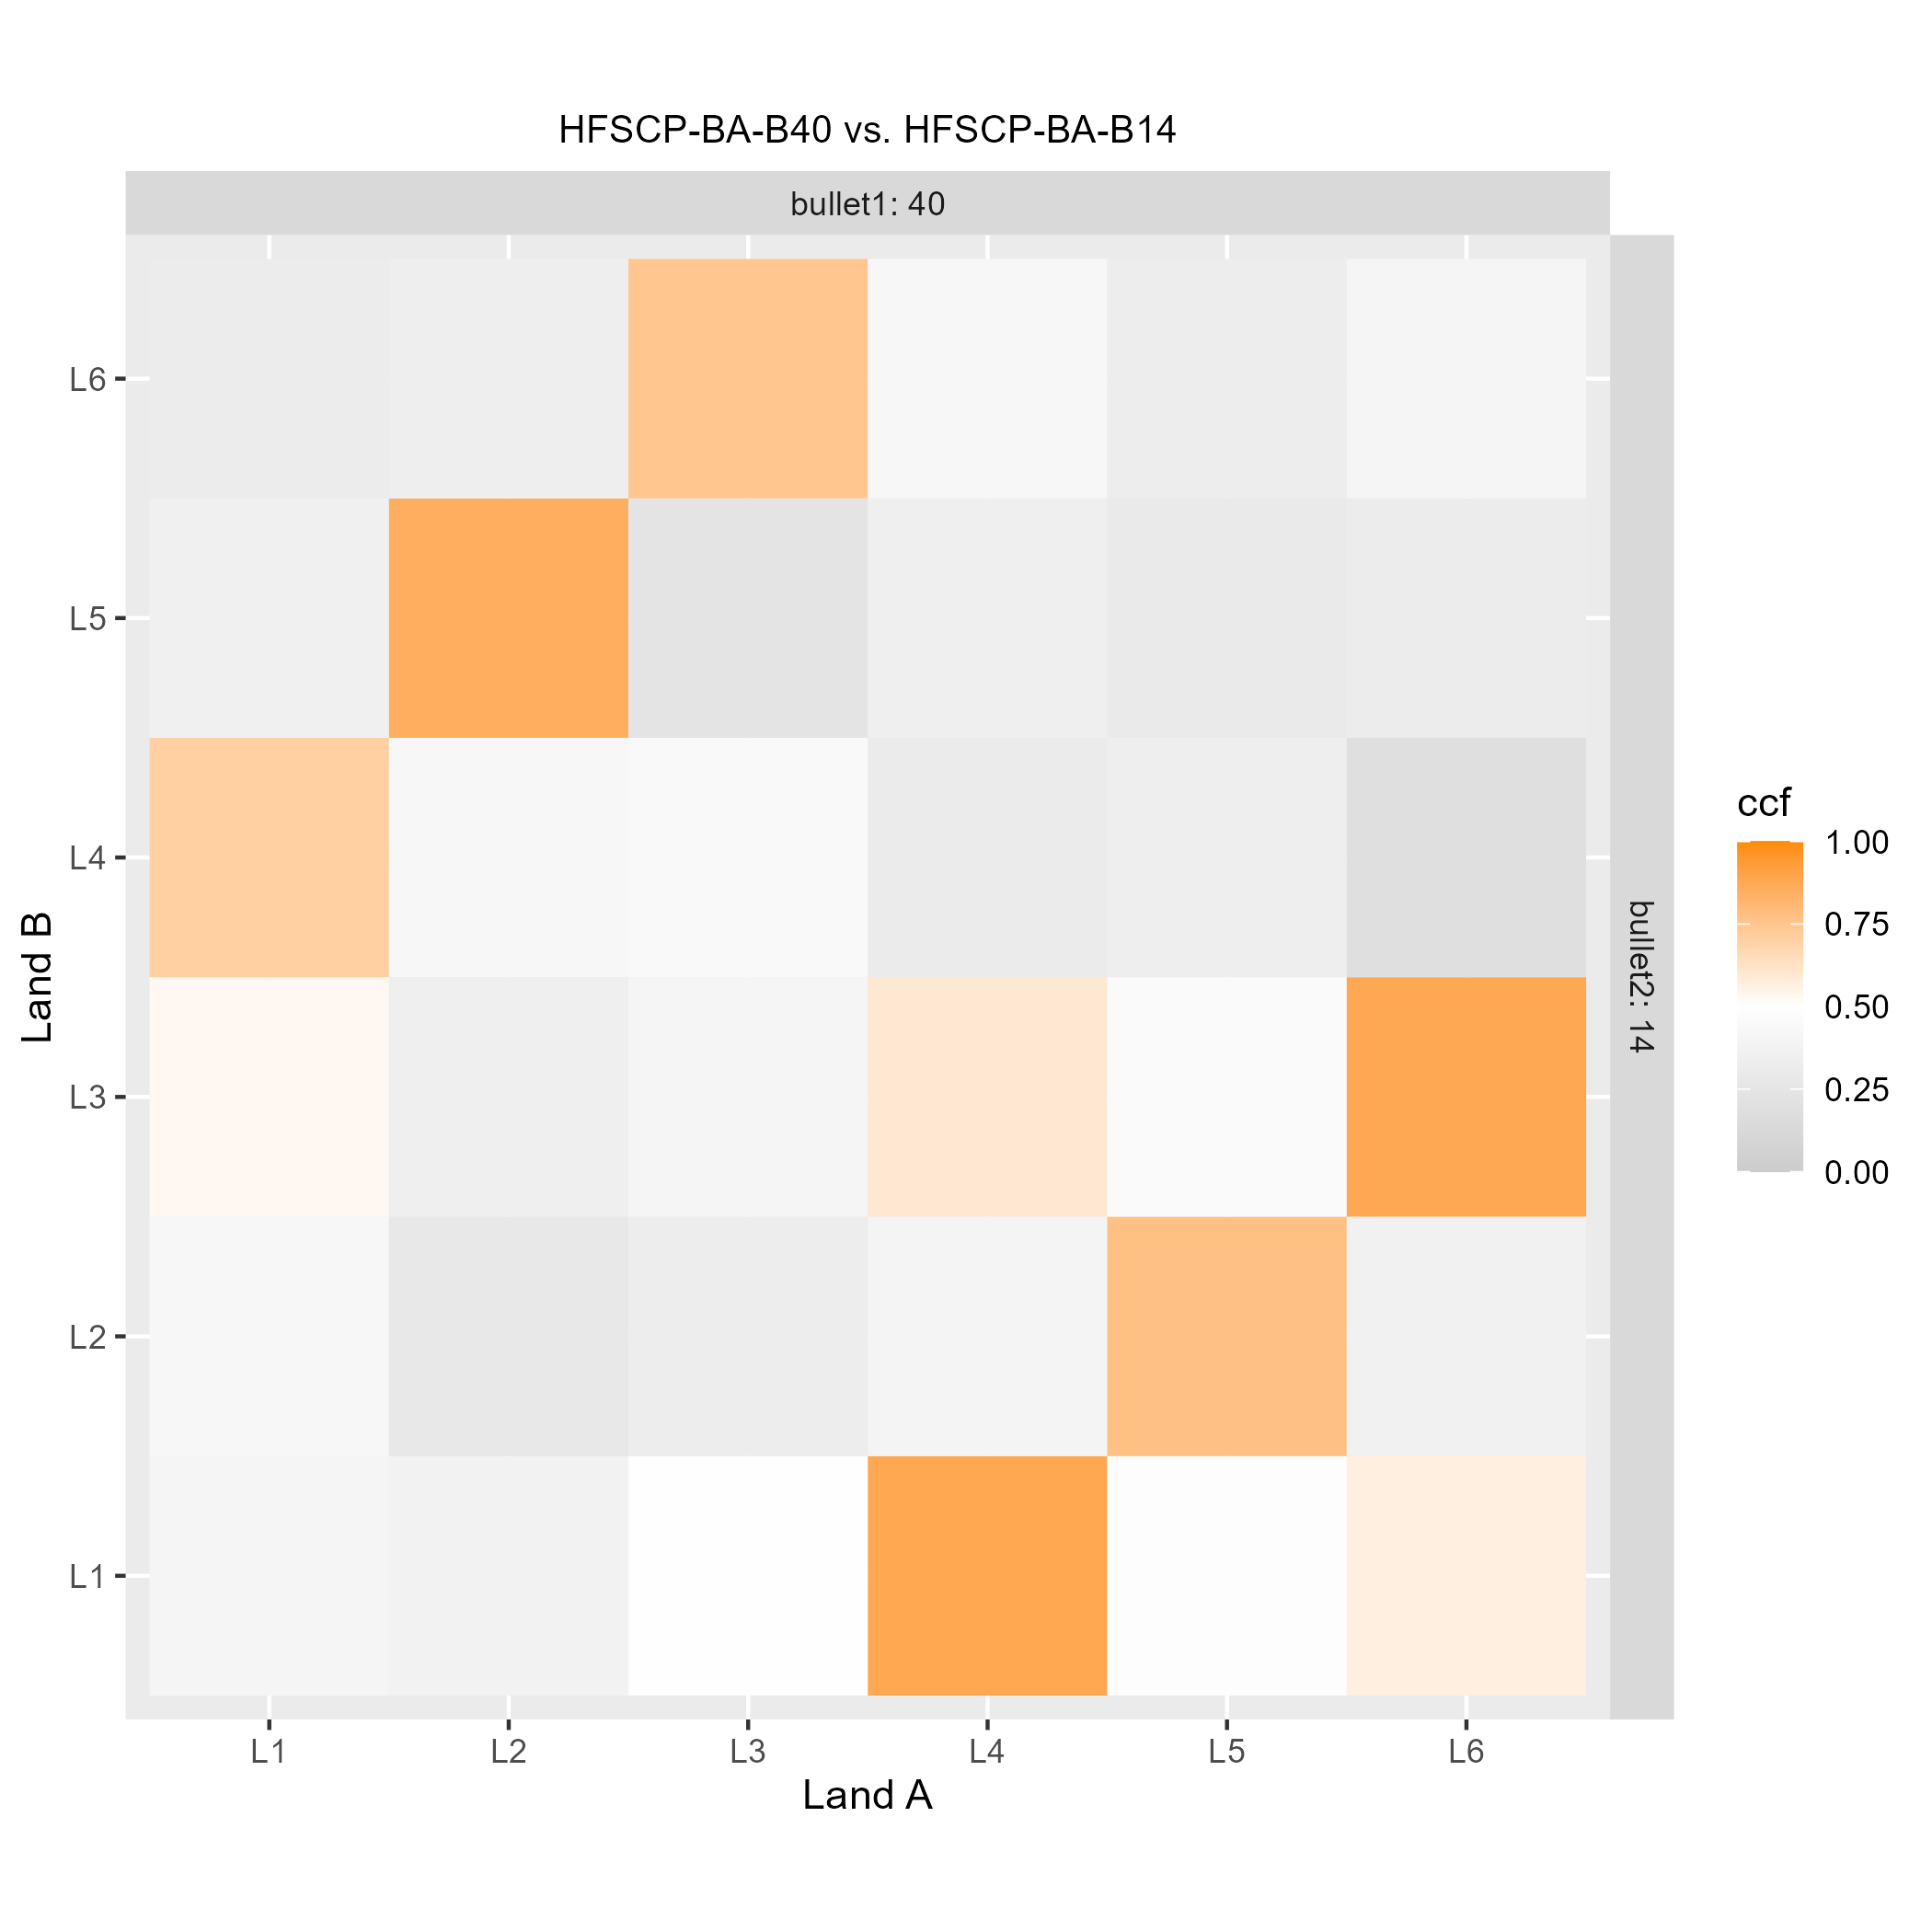 HFSCP-BA-B40 vs. HFSCP-BA-B14
bullet1: 40
L6
L5
L4
L3
L2
L1
Land B
bullet2: 14
L1 L2 L3 L4 L5 L6
Land A
ccf
1.00
0.75
0.50
0.25
0.00